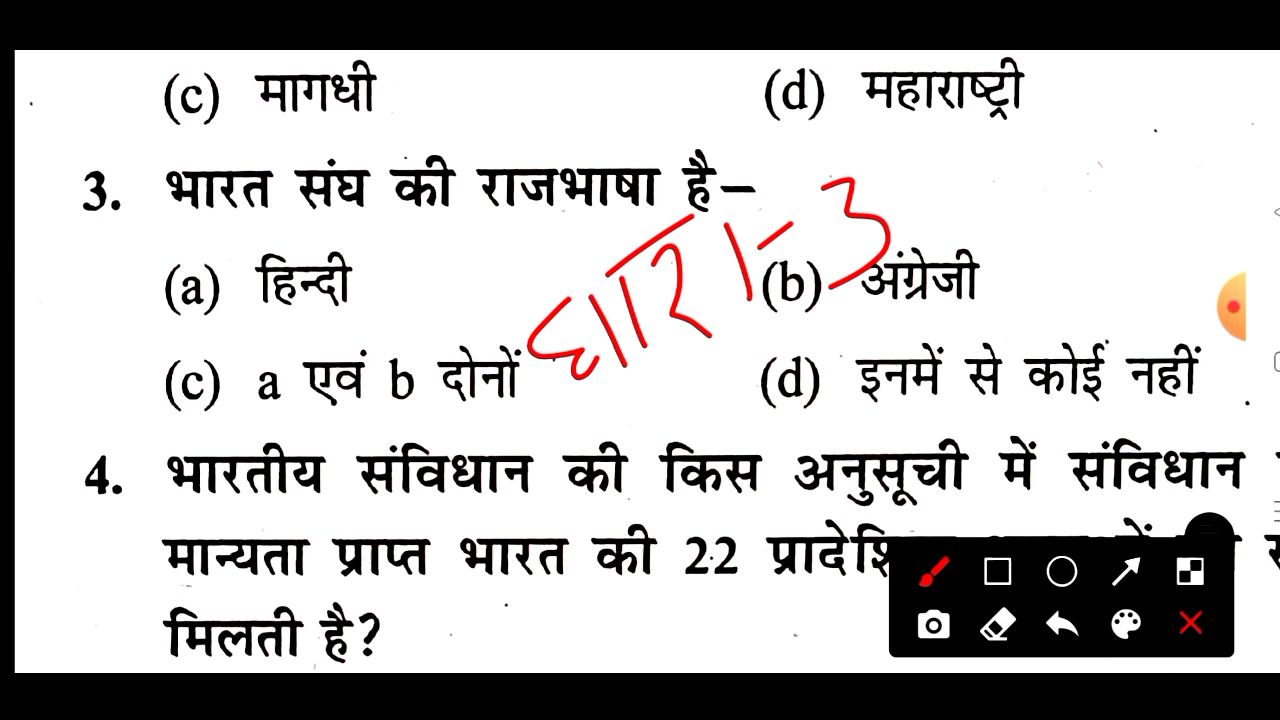 (c) मागधी (d) महाराष्ट्री
3. भारत संघ की राजभाषा है–
धारा-3
(a) हिन्दी (b) अंग्रेजी
(c) a एवं b दोनों (d) इनमें से कोई नहीं
4. भारतीय संविधान की किस अनुसूची में संविधान
मान्यता प्राप्त भारत की 22
मिलती है?